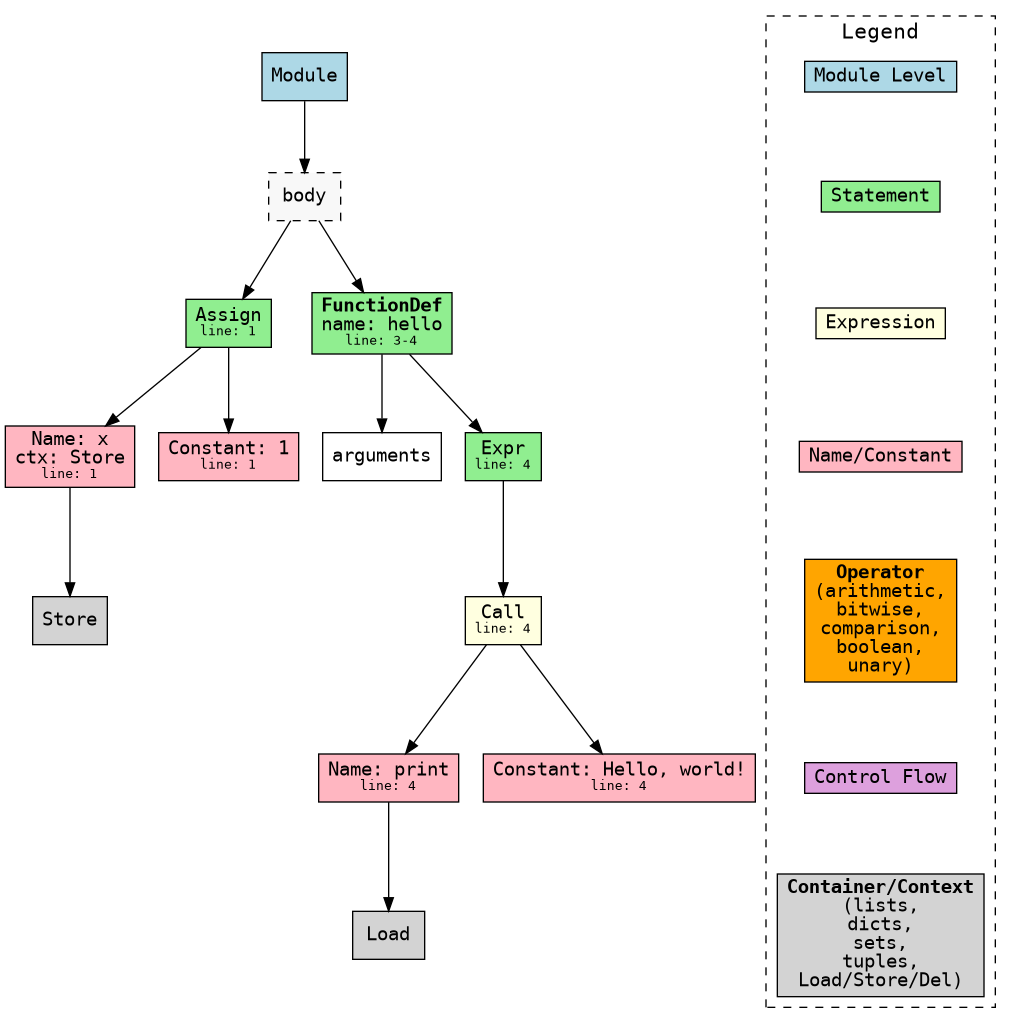 Module
body
Assign
line: 1
FunctionDef
name: hello
line: 3-4
Name: x
ctx: Store
line: 1
Constant: 1
line: 1
arguments
Expr
line: 4
Store
Call
line: 4
Name: print
line: 4
Constant: Hello, world!
line: 4
Load
Legend
Module Level
Statement
Expression
Name/Constant
Operator
(arithmetic,
bitwise,
comparison,
boolean,
unary)
Control Flow
Container/Context
(lists,
dicts,
sets,
tuples,
Load/Store/Del)